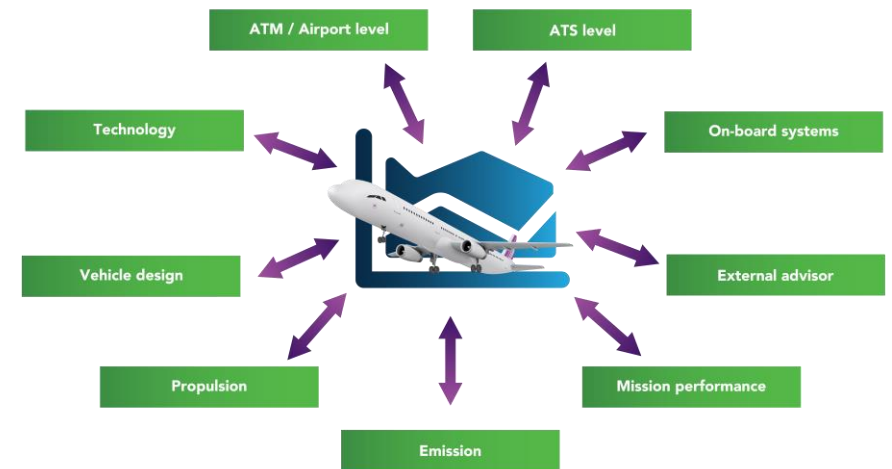 ATM / Airport level
ATS level
Technology
On-board systems
Vehicle design
External advisor
Propulsion
Mission performance
Emission